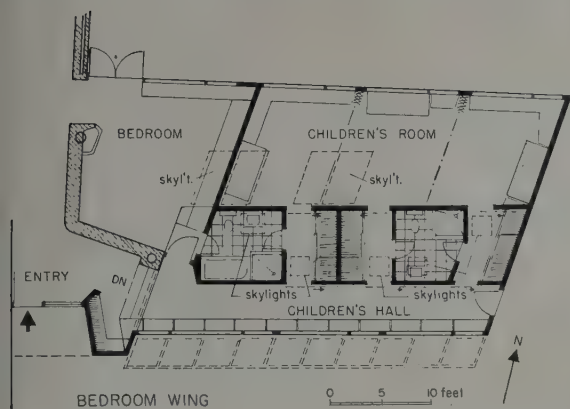 BEDROOM
CHILDREN'S ROOM
skyl't.
skyl't.
ENTRY
DN
skylights
skylights
CHILDREN'S HALL
N
BEDROOM WING
0 5 10 feet